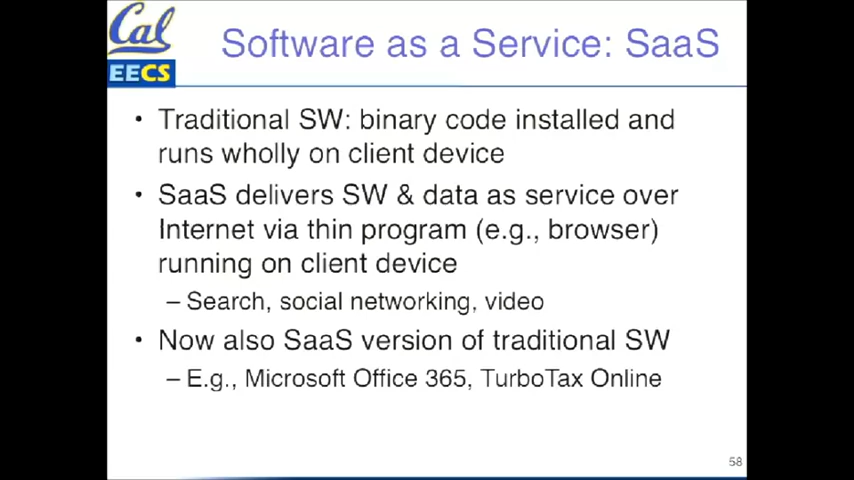 Cal
EECS
Software as a Service: SaaS
• Traditional SW: binary code installed and
runs wholly on client device
• SaaS delivers SW & data as service over
Internet via thin program (e.g., browser)
running on client device
– Search, social networking, video
• Now also SaaS version of traditional SW
– E.g., Microsoft Office 365, TurboTax Online
58